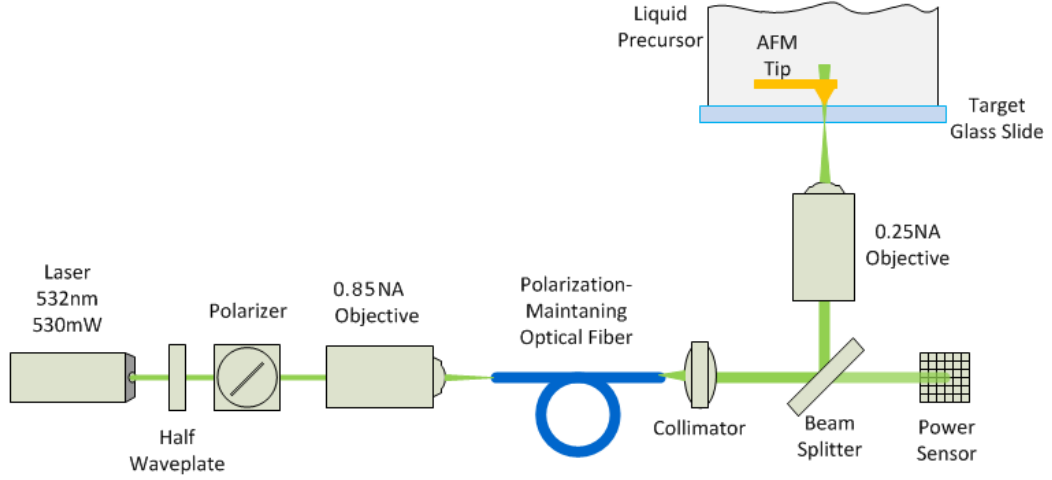 Liquid
Precursor
AFM
Tip
Target
Glass Slide
0.25NA
Objective
Laser
532nm
530mW
Polarizer
0.85NA
Objective
Polarization-
Maintaning
Optical Fiber
Half
Waveplate
Collimator
Beam
Splitter
Power
Sensor